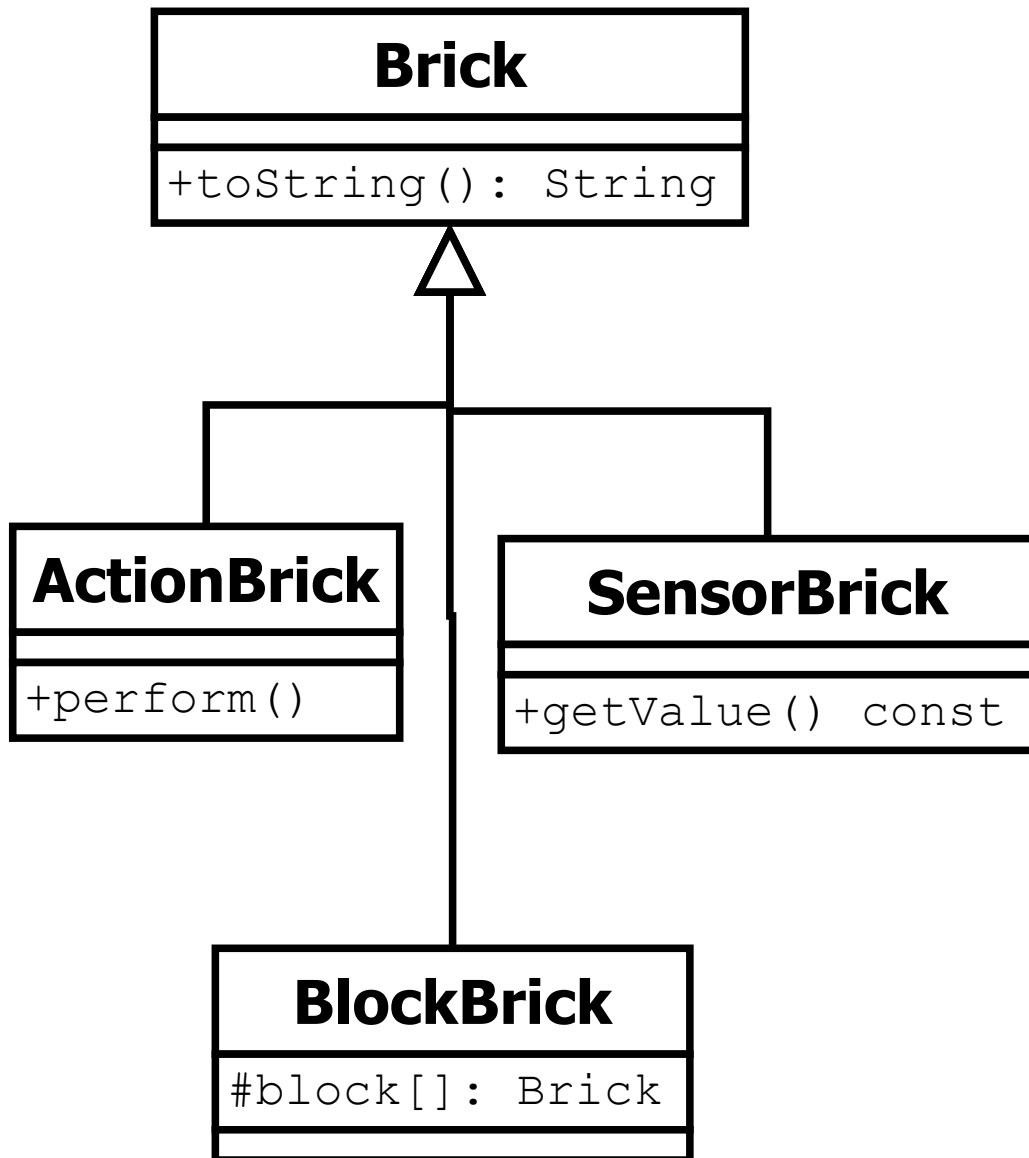 Brick
+toString(): String
ActionBrick
+perform()
SensorBrick
+getValue() const
BlockBrick
#block[]: Brick